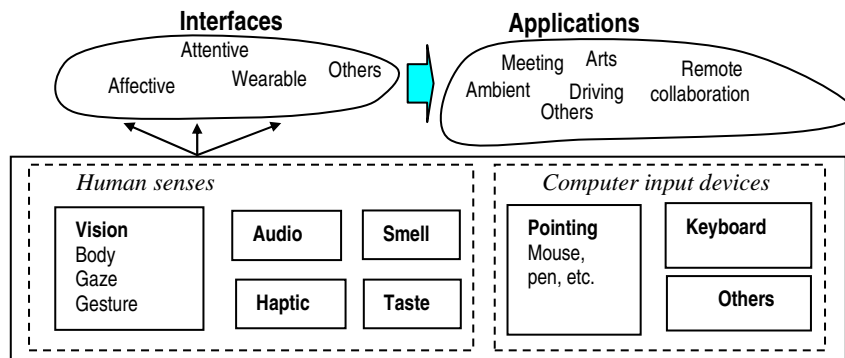 Interfaces
Attentive
Affective
Wearable
Others
Applications
Meeting
Arts
Remote
collaboration
Ambient
Driving
Others
Human senses
Vision
Body
Gaze
Gesture
Audio
Smell
Haptic
Taste
Computer input devices
Pointing
Mouse,
pen, etc.
Keyboard
Others